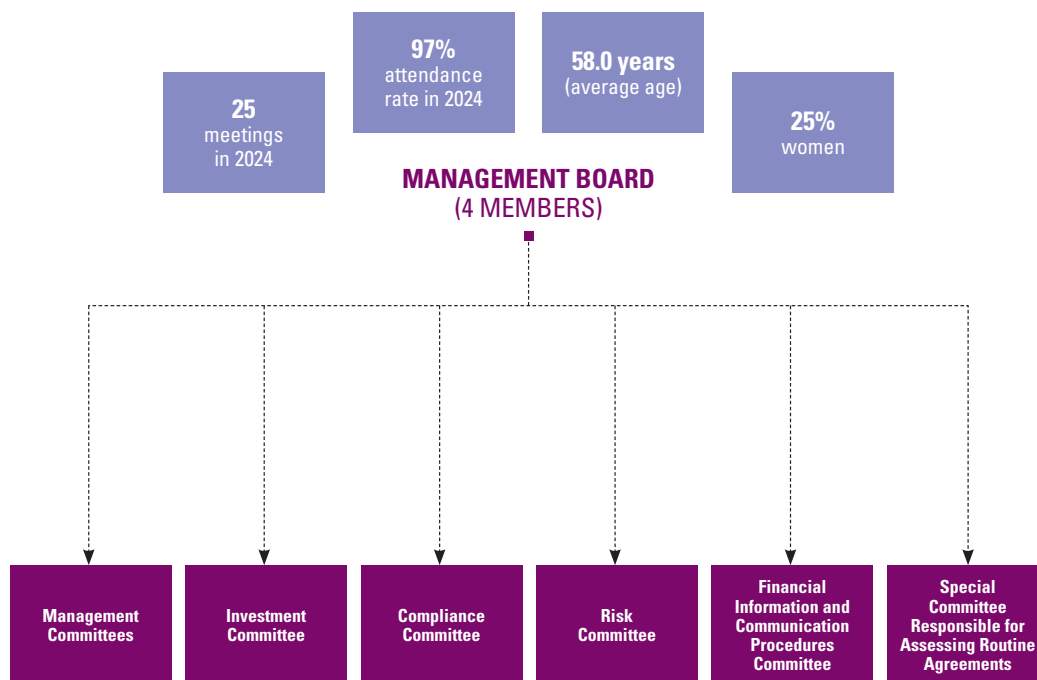 97%
attendance
rate in 2024
58.0 years
(average age)
25
meetings
in 2024
25%
women
MANAGEMENT BOARD
(4 MEMBERS)
Management
Committees
Investment
Committee
Compliance
Committee
Risk
Committee
Financial
Information and
Communication
Procedures
Committee
Special
Committee
Responsible for
Assessing Routine
Agreements